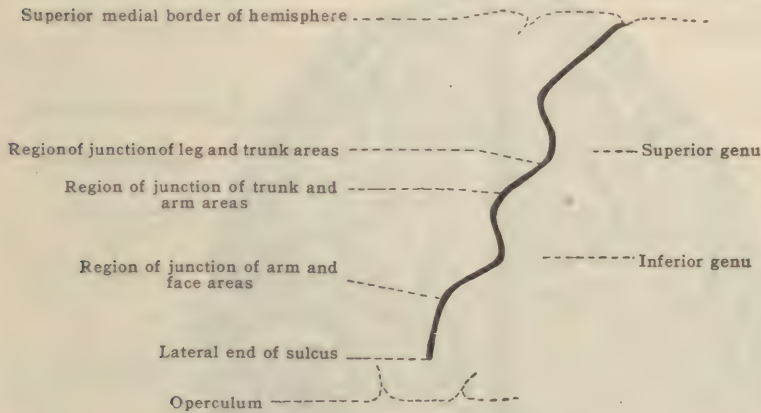 Superior medial border of hemisphere
Region of junction of leg and trunk areas
Superior genu
Region of junction of trunk and
arm areas
Region of junction of arm and
face areas
Inferior genu
Lateral end of sulcus
Operculum